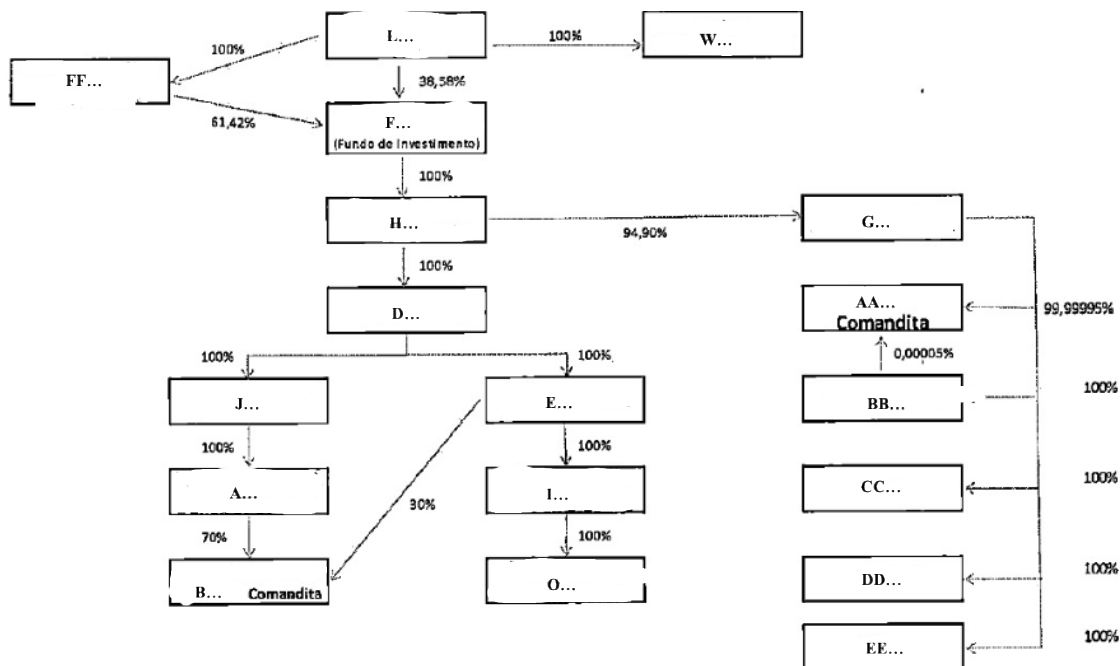 L...
100%
W...
100%
FF...
38,58%
61,42%
F...
(Fundo de Investimento)
100%
H...
94,90%
G...
100%
D...
AA...
Comandita
99,99995%
0,00005%
100%
100%
J...
E...
BB...
100%
100%
100%
30%
A...
I...
CC...
100%
70%
100%
B... Comandita
O...
DD...
100%
EE...
100%